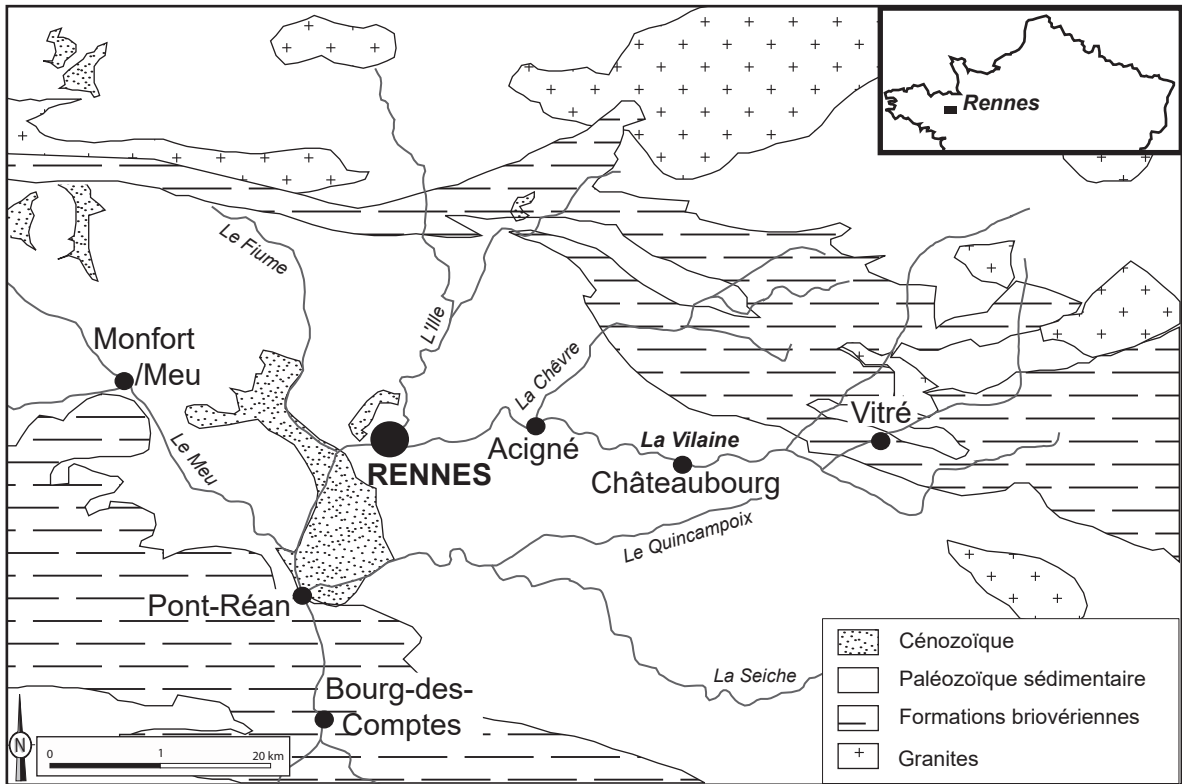 Rennes
Le Fiume
L'Ille
Monfort
/Meu
La Chêvre
Le Meu
RENNES
Acigné
La Vilaine
Vitré
Châteaubourg
Le Quincampoix
Pont-Réan
La Seiche
Bourg-des-
Comptes
N
0 1 20 km
Cénozoïque
Paléozoïque sédimentaire
Formations briovériennes
Granites